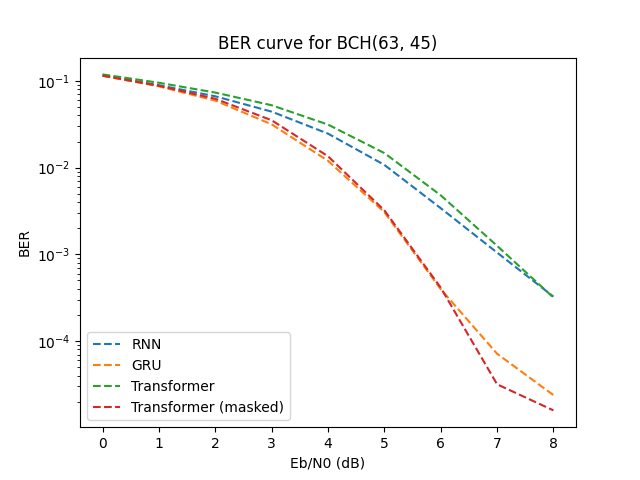 BER curve for BCH(63, 45)
BER
10⁻¹
10⁻²
10⁻³
10⁻⁴
RNN
GRU
Transformer
Transformer (masked)
0 1 2 3 4 5 6 7 8
Eb/N0 (dB)